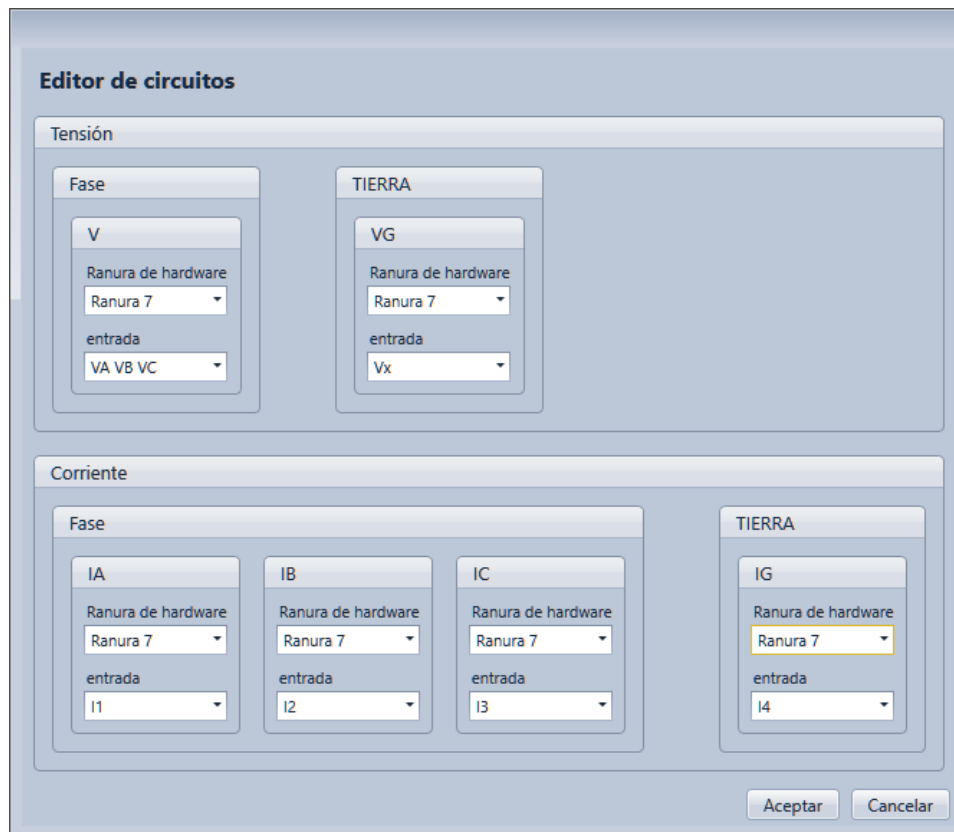 Editor de circuitos
Tensión
Fase
TIERRA
V
VG
Ranura de hardware
Ranura de hardware
Ranura 7
Ranura 7
entrada
entrada
VA VB VC
Vx
Corriente
Fase
TIERRA
IA
IB
IC
IG
Ranura de hardware
Ranura de hardware
Ranura de hardware
Ranura de hardware
Ranura 7
Ranura 7
Ranura 7
Ranura 7
entrada
entrada
entrada
entrada
I1
I2
I3
I4
Aceptar
Cancelar